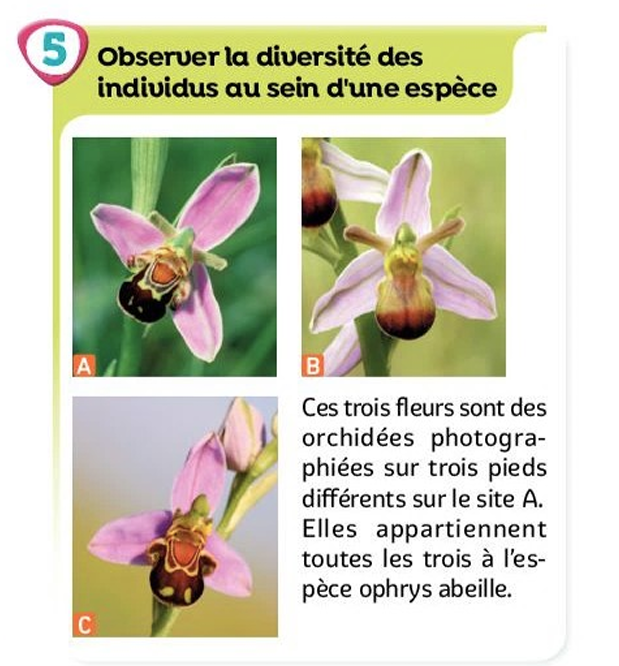 5
Observer la diversité des
individus au sein d'une espèce
A
B
C
Ces trois fleurs sont des
orchidées photogra-
phiées sur trois pieds
différents sur le site A.
Elles appartiennent
toutes les trois à l'es-
pèce ophrys abeille.